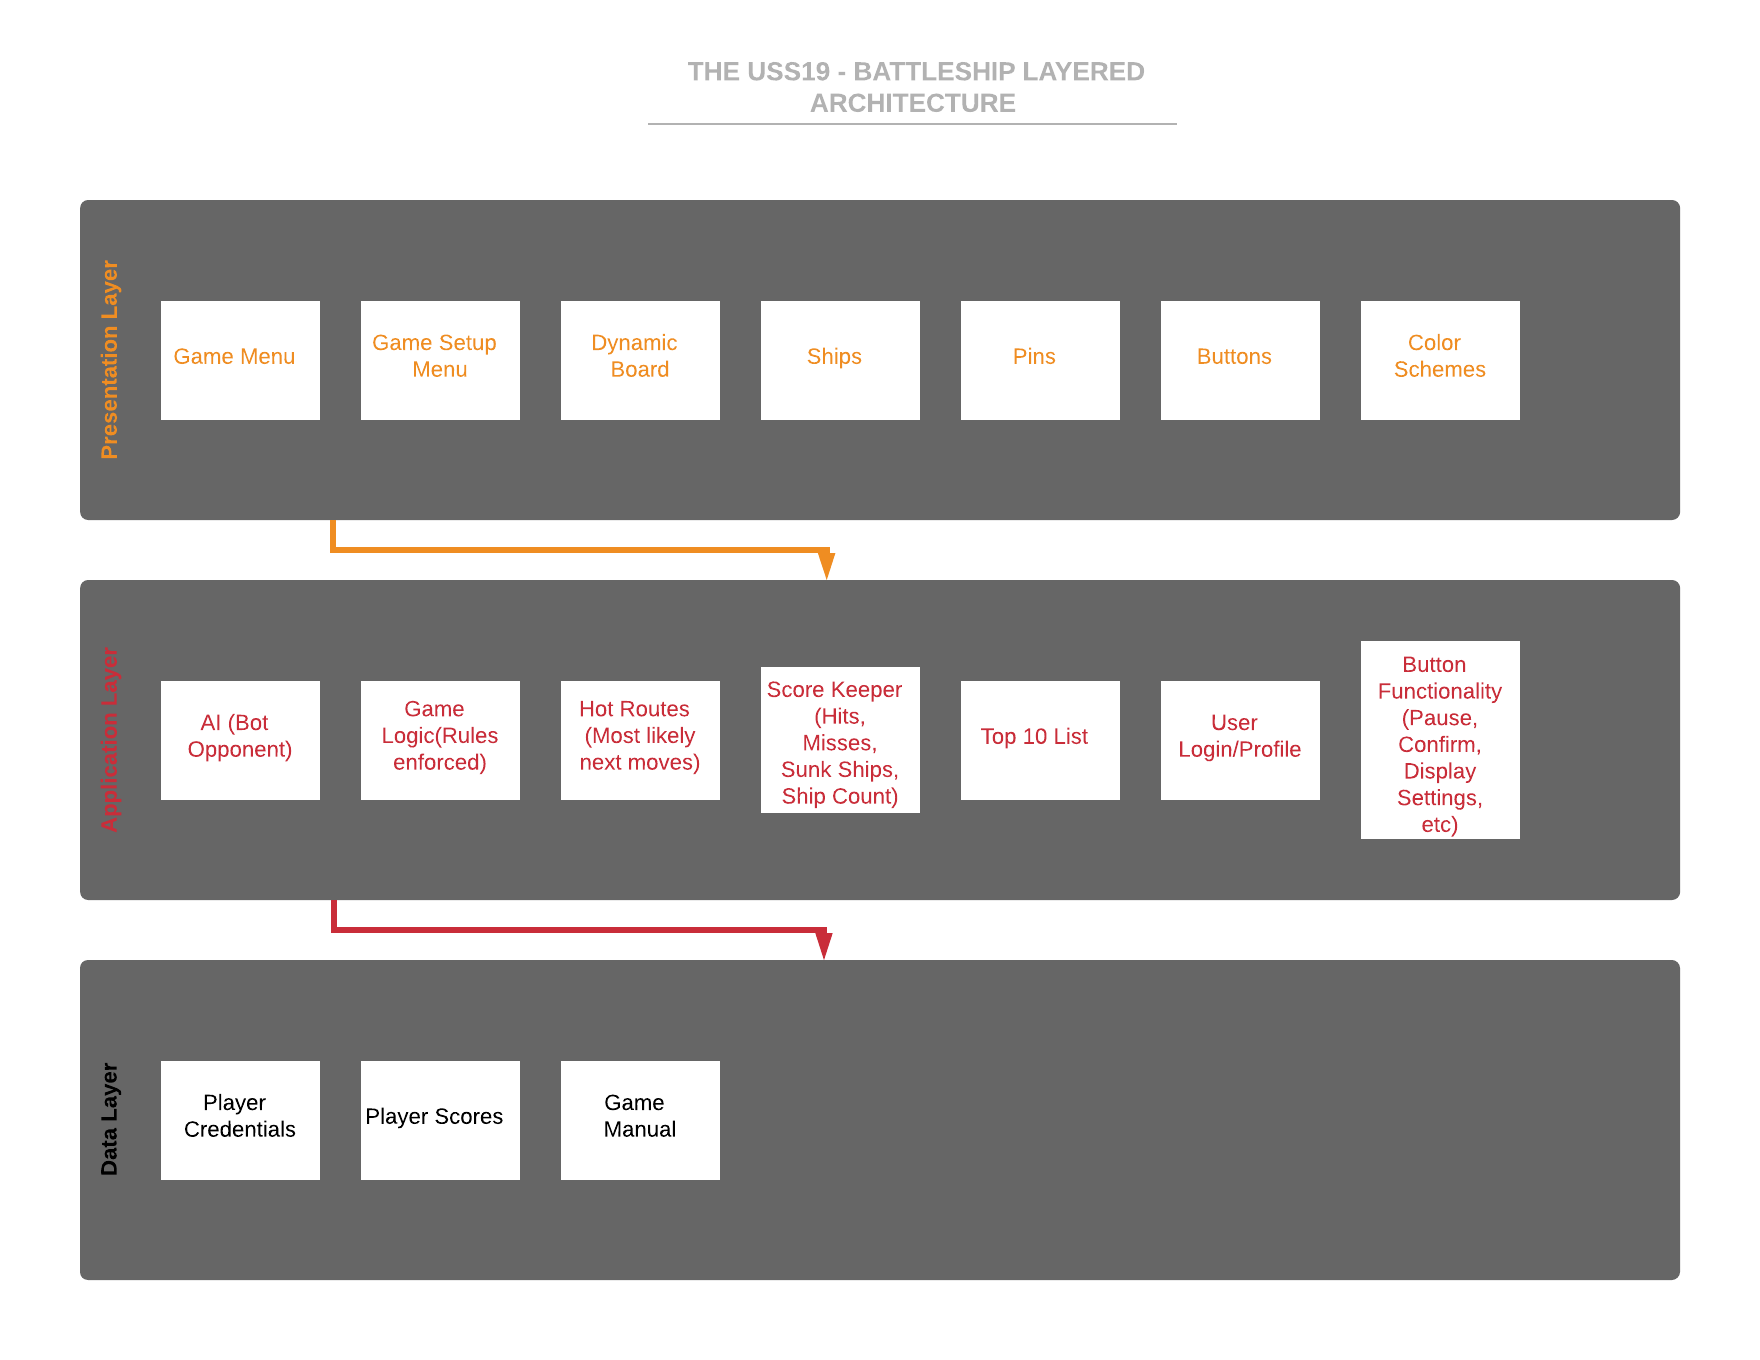 THE USS19 - BATTLESHIP LAYERED
ARCHITECTURE
Presentation Layer
Game Menu
Game Setup
Menu
Dynamic
Board
Ships
Pins
Buttons
Color
Schemes
Application Layer
AI (Bot
Opponent)
Game
Logic(Rules
enforced)
Hot Routes
(Most likely
next moves)
Score Keeper
(Hits,
Misses,
Sunk Ships,
Ship Count)
Top 10 List
User
Login/Profile
Button
Functionality
(Pause,
Confirm,
Display
Settings,
etc)
Data Layer
Player
Credentials
Player Scores
Game
Manual